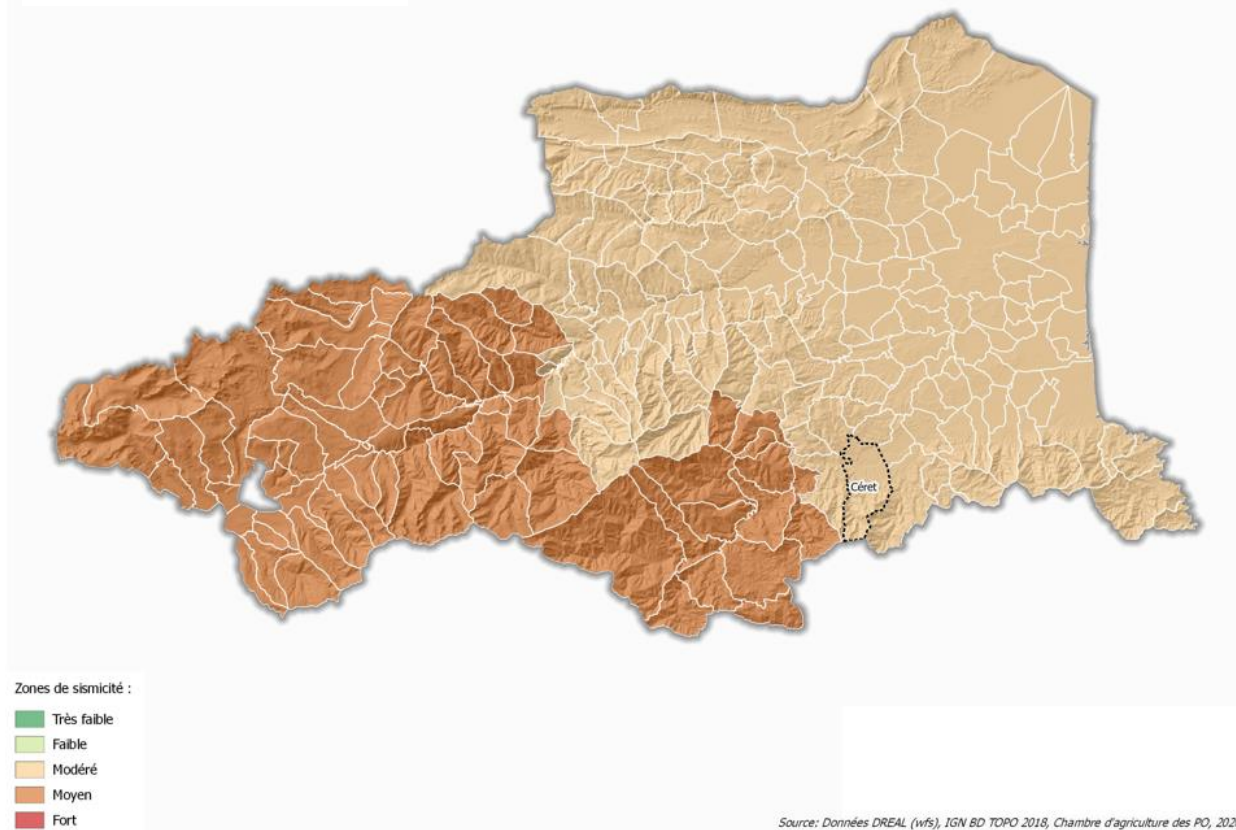 Céret
Zones de sismicité :
Très faible
Faible
Modéré
Moyen
Fort
Source: Données DREAL (wfs), IGN BD TOPO 2018, Chambre d'agriculture des PO,